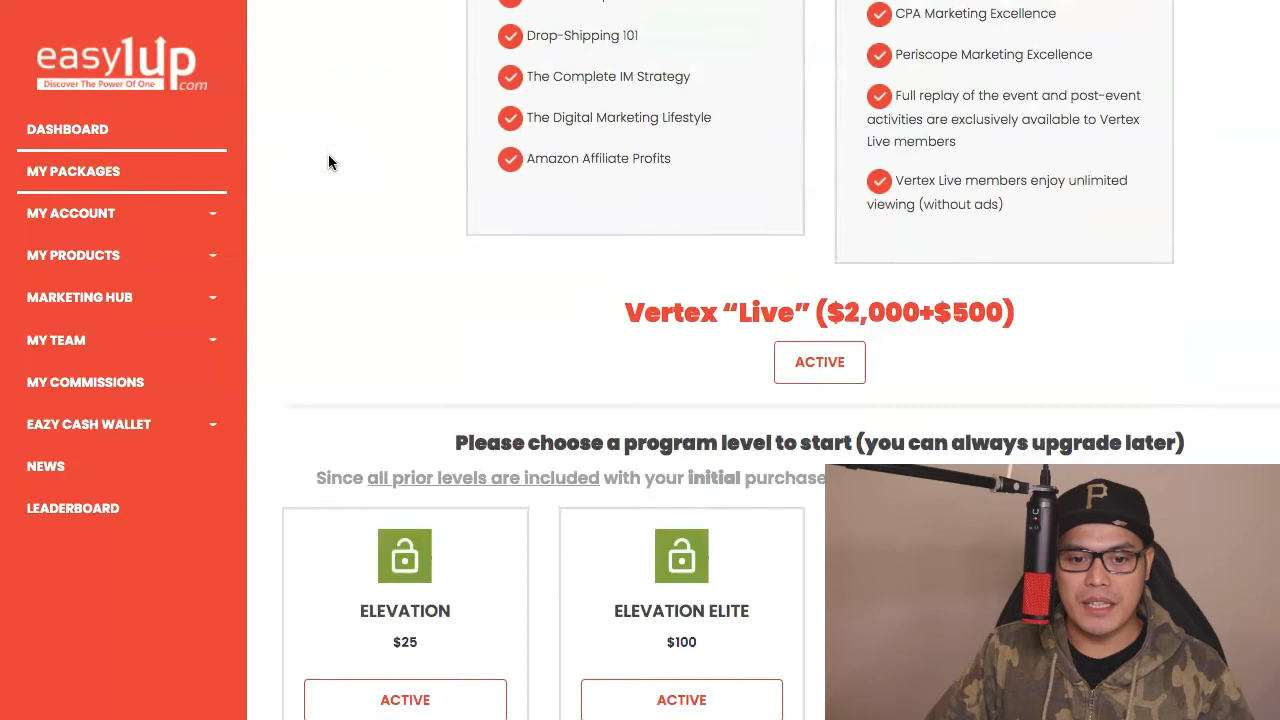 easy1up
Discover The Power Of One .com
DASHBOARD
MY PACKAGES
MY ACCOUNT
MY PRODUCTS
MARKETING HUB
MY TEAM
MY COMMISSIONS
EAZY CASH WALLET
NEWS
LEADERBOARD
Drop-Shipping 101
The Complete IM Strategy
The Digital Marketing Lifestyle
Amazon Affiliate Profits
CPA Marketing Excellence
Periscope Marketing Excellence
Full replay of the event and post-event
activities are exclusively available to Vertex
Live members
Vertex Live members enjoy unlimited
viewing (without ads)
Vertex “Live” ($2,000+$500)
ACTIVE
Please choose a program level to start (you can always upgrade later)
Since all prior levels are included with your initial purchase
ELEVATION
$25
ACTIVE
ELEVATION ELITE
$100
ACTIVE
P